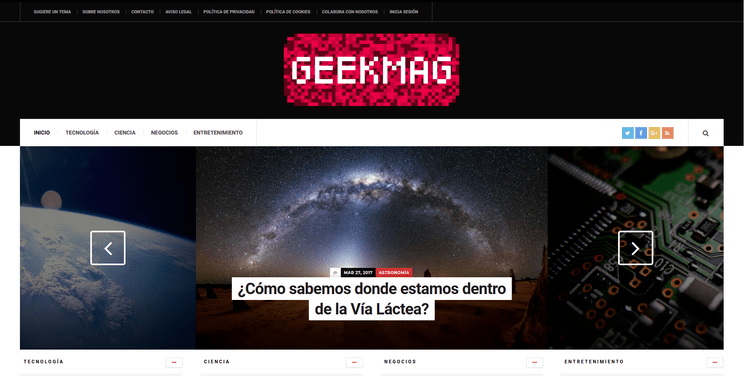 SUGIERE UN TEMA SOBRE NOSOTROS CONTACTO AVISO LEGAL POLÍTICA DE PRIVACIDAD POLÍTICA DE COOKIES COLABORA CON NOSOTROS INICIA SESIÓN
GEEKMAG
INICIO TECNOLOGÍA CIENCIA NEGOCIOS ENTRETENIMIENTO
MAR 27, 2017 ASTRONOMÍA
¿Cómo sabemos donde estamos dentro
de la Vía Láctea?
TECNOLOGÍA CIENCIA NEGOCIOS ENTRETENIMIENTO